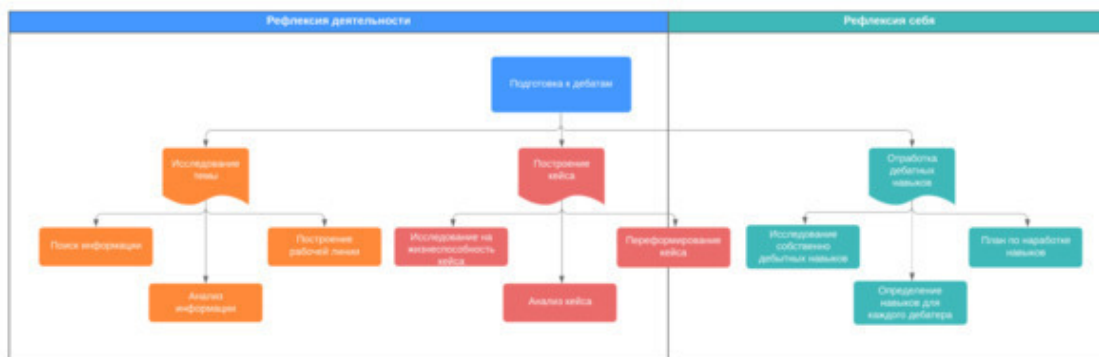 Рефлексия деятельности
Рефлексия себя
Подготовка к дебатам
Исследование
темы
Построение
кейса
Отработка
дебатных
навыков
Поиск информации
Построение
рабочей линии
Исследование на
жизнеспособность
кейса
Переформирование
кейса
Исследование
собственно
дебытных навыков
План по наработке
навыков
Анализ
информации
Анализ кейса
Определение
навыков для
каждого дебатера